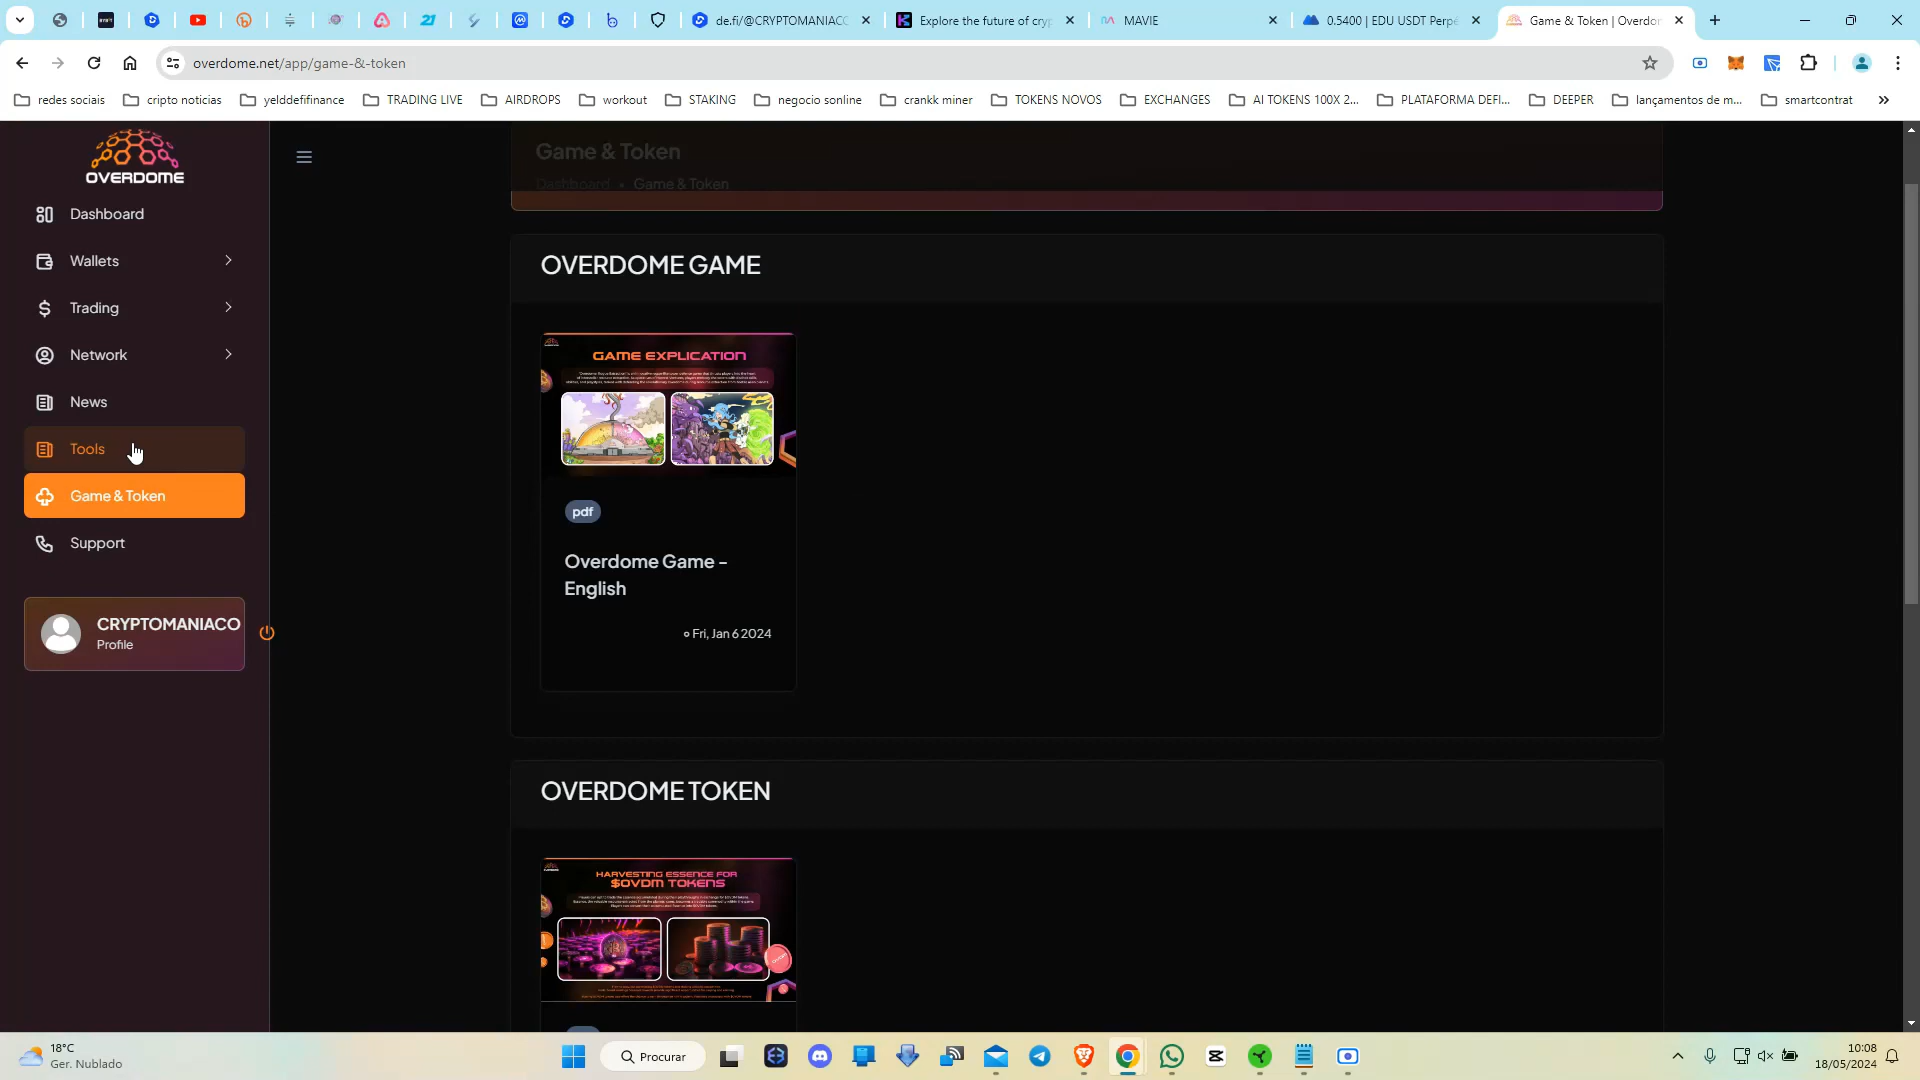 de.fi/@CRYPTOMANIACO
Explore the future of cryp
MAVIE
0.5400 | EDU USDT Perpe
Game & Token | Overdom
overdome.net/app/game-&-token
redes sociais
cripto noticias
yelddefifinance
TRADING LIVE
AIRDROPS
workout
STAKING
negocio sonline
crankk miner
TOKENS NOVOS
EXCHANGES
AI TOKENS 100X 2...
PLATAFORMA DEFI...
DEEPER
lançamentos de m...
smartcontrat
OVERDOME
Dashboard
Wallets
Trading
Network
News
Tools
Game & Token
Support
CRYPTOMANIACO
Profile
Game & Token
Dashboard • Game & Token
OVERDOME GAME
GAME EXPLICATION
pdf
Overdome Game -
English
Fri, Jan 6 2024
OVERDOME TOKEN
HARVESTING ESSENCE FOR
$OVDM TOKENS
18°C
Ger. Nublado
Procurar
10:08
18/05/2024